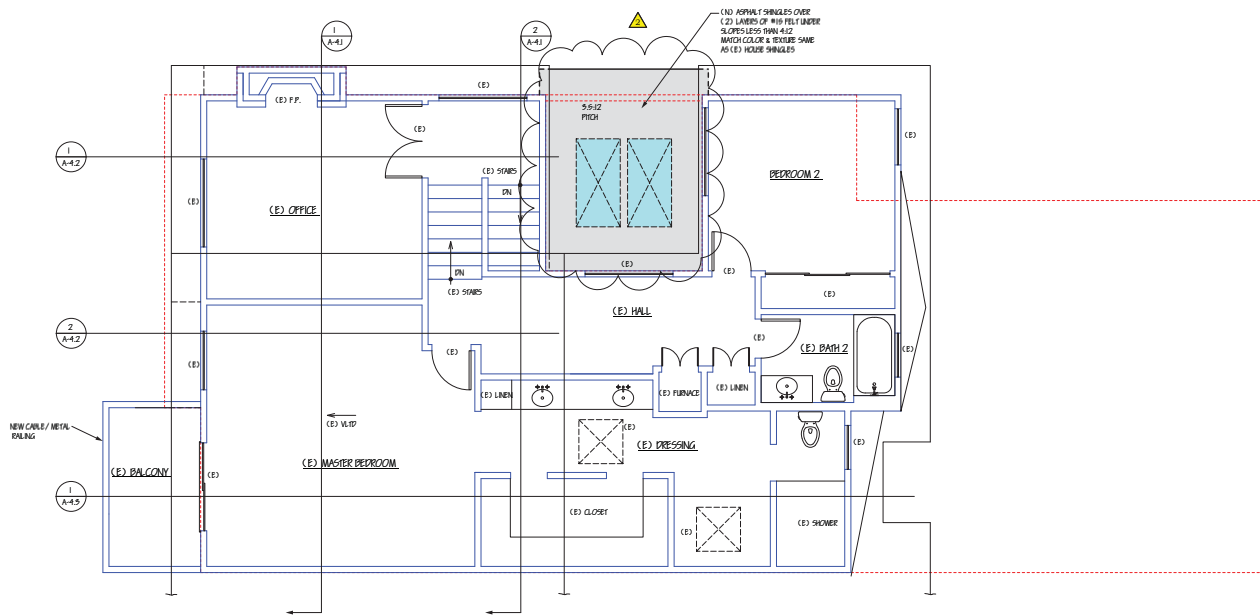 1
A-4.1
2
A-4.1
2
(N) ASPHALT SHINGLES OVER
(2) LAYERS OF #15 FELT UNDER
SLOPES LESS THAN 4:12
MATCH COLOR & TEXTURE SAME
AS (E) HOUSE SHINGLES
(E)
(E) F.P.
3.5:12
PITCH
(E)
(E)
1
A-4.2
(E) STAIRS
BEDROOM 2
DN
(E)
(E) OFFICE
(E)
(E)
DN
(E) STAIRS
(E)
(E) HALL
2
A-4.2
(E)
(E)
(E) BATH 2
(E)
(E)
(E) LINEN
(E) FURNACE
(E) LINEN
NEW CABLE/ METAL
RAILING
(E) VLTD
(E)
(E) DRESSING
(E)
(E) MASTER BEDROOM
(E) BALCONY
(E)
1
A-4.3
(E) CLOSET
(E)
(E) SHOWER